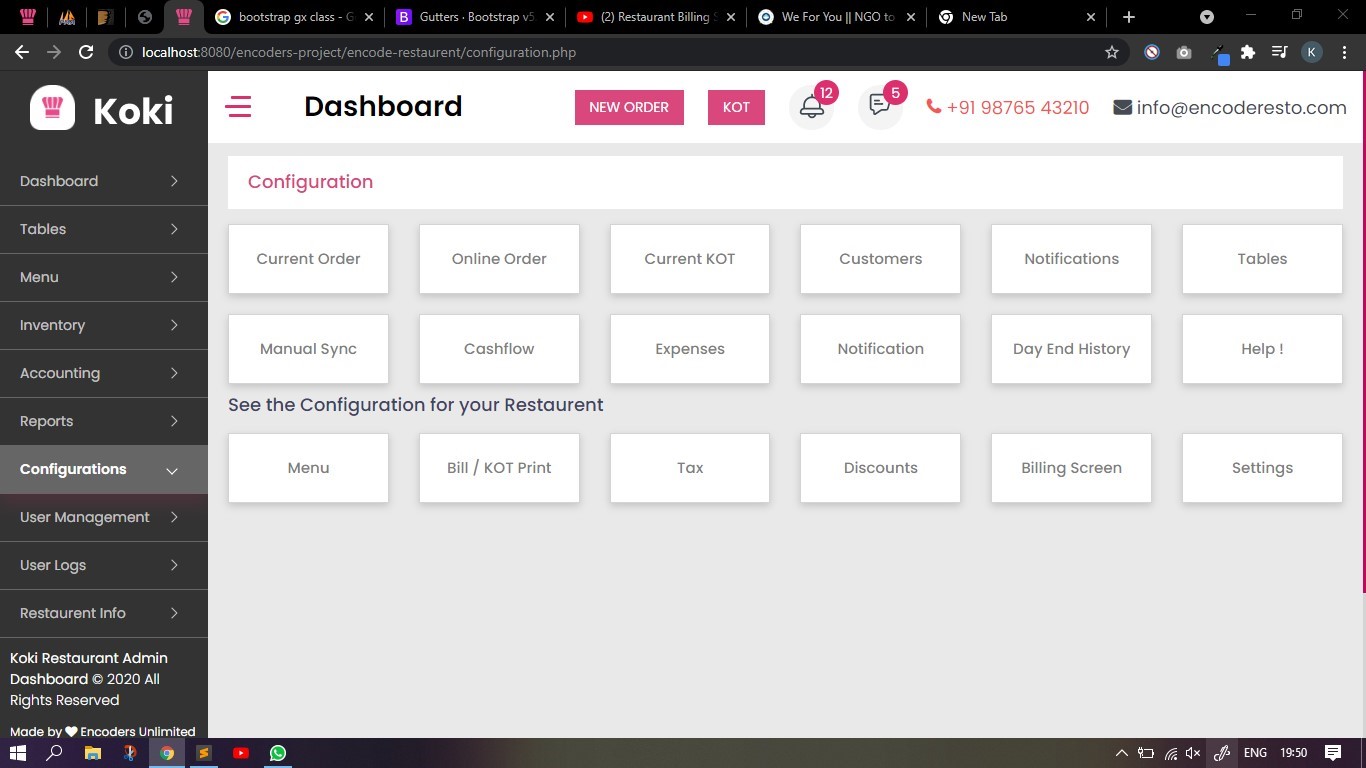 bootstrap gx class - G
Gutters · Bootstrap v5
(2) Restaurant Billing S
We For You || NGO to
New Tab
localhost:8080/encoders-project/encode-restaurent/configuration.php
K
Koki
Dashboard
NEW ORDER
KOT
12
5
+91 98765 43210
info@encoderesto.com
Dashboard
Tables
Menu
Inventory
Accounting
Reports
Configurations
User Management
User Logs
Restaurent Info
Koki Restaurant Admin
Dashboard © 2020 All
Rights Reserved
Made by Encoders Unlimited
Configuration
Current Order
Online Order
Current KOT
Customers
Notifications
Tables
Manual Sync
Cashflow
Expenses
Notification
Day End History
Help !
See the Configuration for your Restaurent
Menu
Bill / KOT Print
Tax
Discounts
Billing Screen
Settings
ENG
19:50